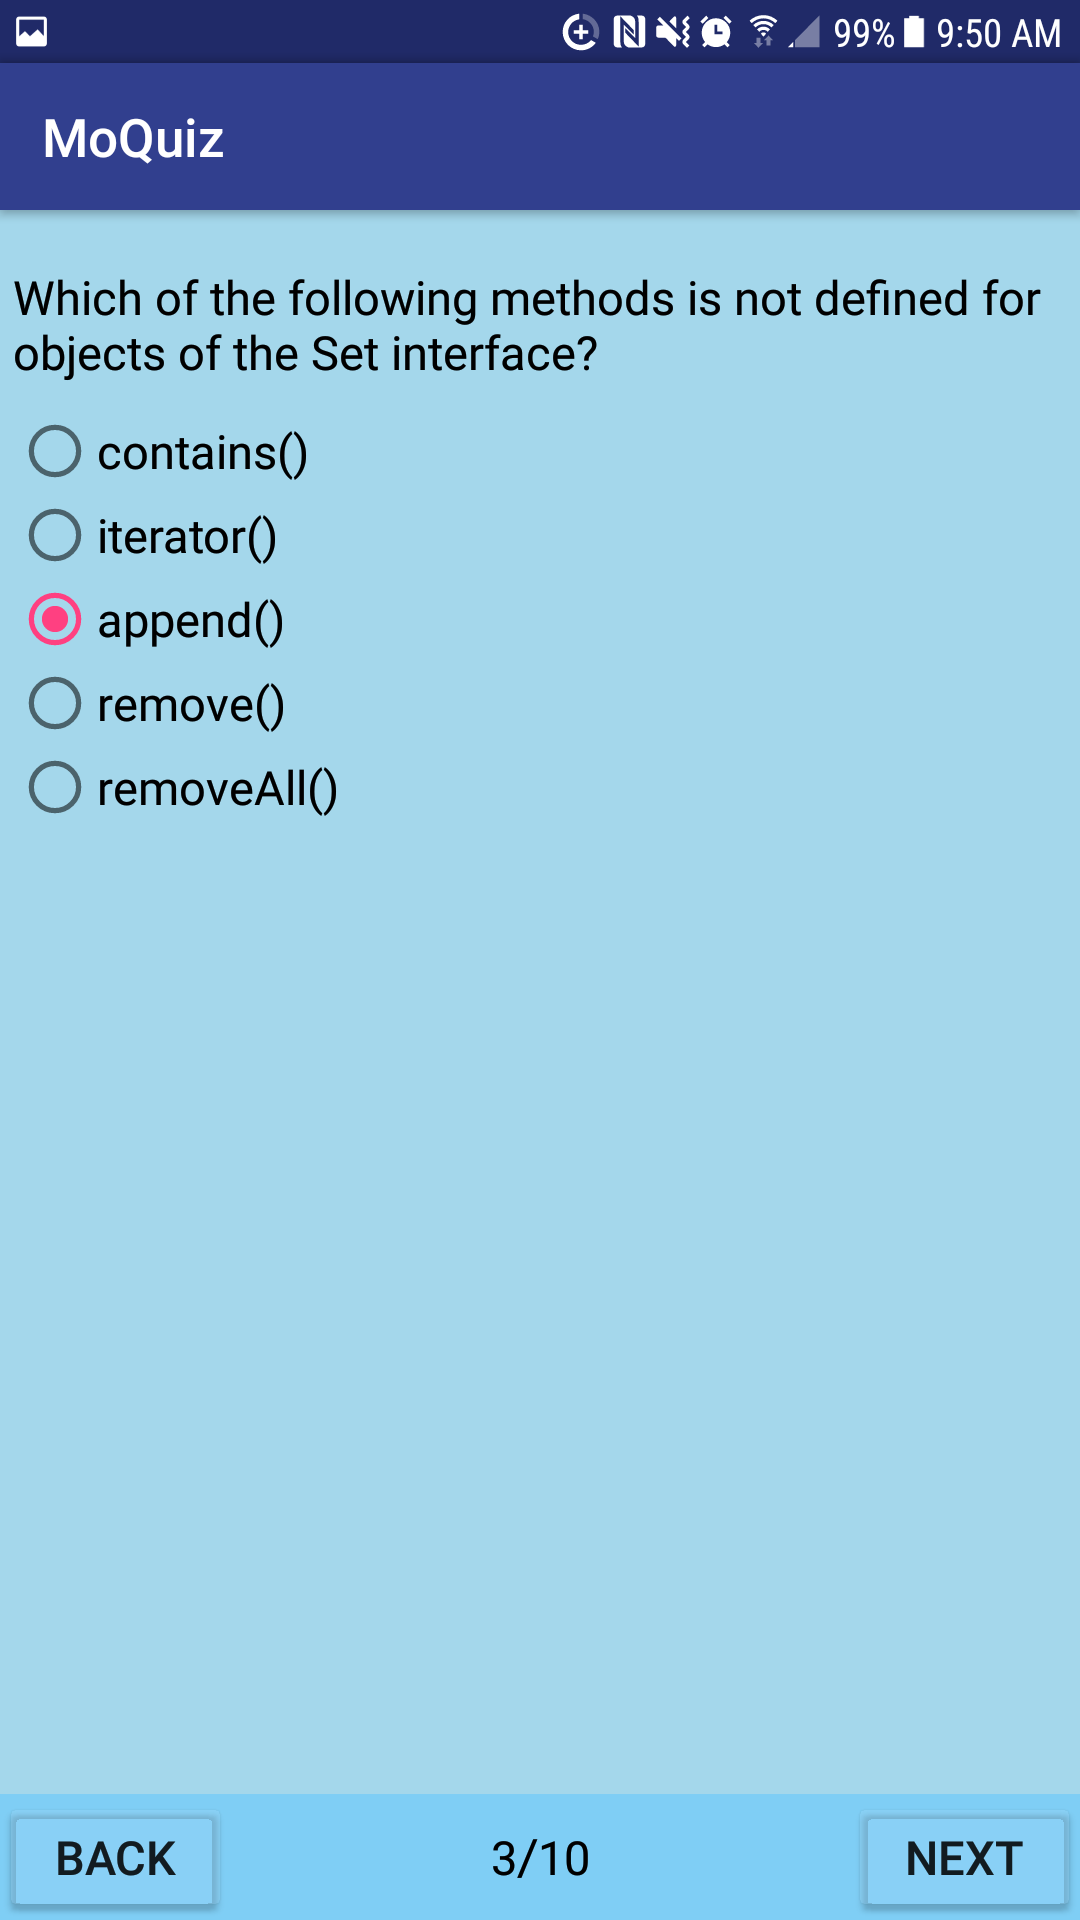 99% 9:50 AM
MoQuiz
Which of the following methods is not defined for
objects of the Set interface?
contains()
iterator()
append()
remove()
removeAll()
BACK 3/10 NEXT